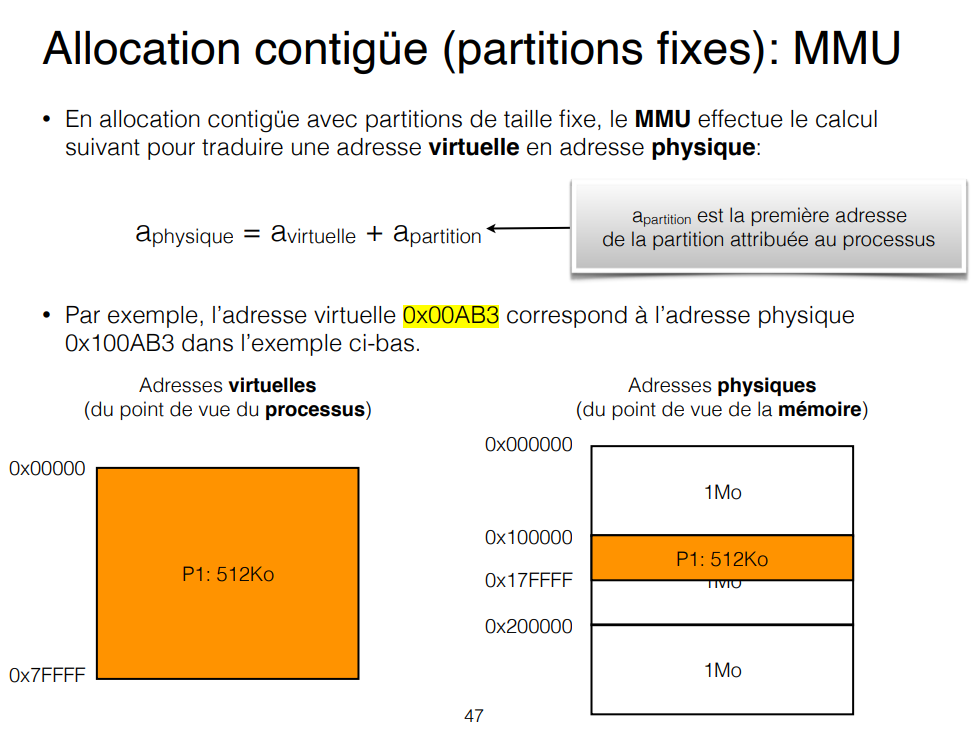 Allocation contigüe (partitions fixes): MMU
• En allocation contigüe avec partitions de taille fixe, le MMU effectue le calcul
suivant pour traduire une adresse virtuelle en adresse physique:
aphysique = avirtuelle + apartition
apartition est la première adresse
de la partition attribuée au processus
• Par exemple, l'adresse virtuelle 0x00AB3 correspond à l'adresse physique
0x100AB3 dans l'exemple ci-bas.
Adresses virtuelles
(du point de vue du processus)
0x00000
P1: 512Ko
0x7FFFF
Adresses physiques
(du point de vue de la mémoire)
0x000000
1Mo
0x100000
P1: 512Ko
0x17FFFF
1Mo
0x200000
1Mo
47